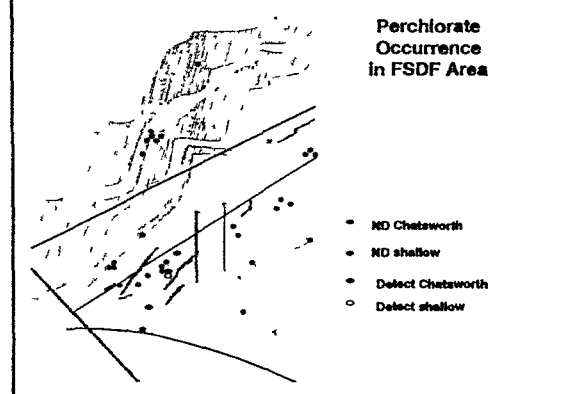 Perchlorate
Occurrence
in FSDF Area
ND Chatsworth
ND shallow
Detect Chatsworth
Detect shallow